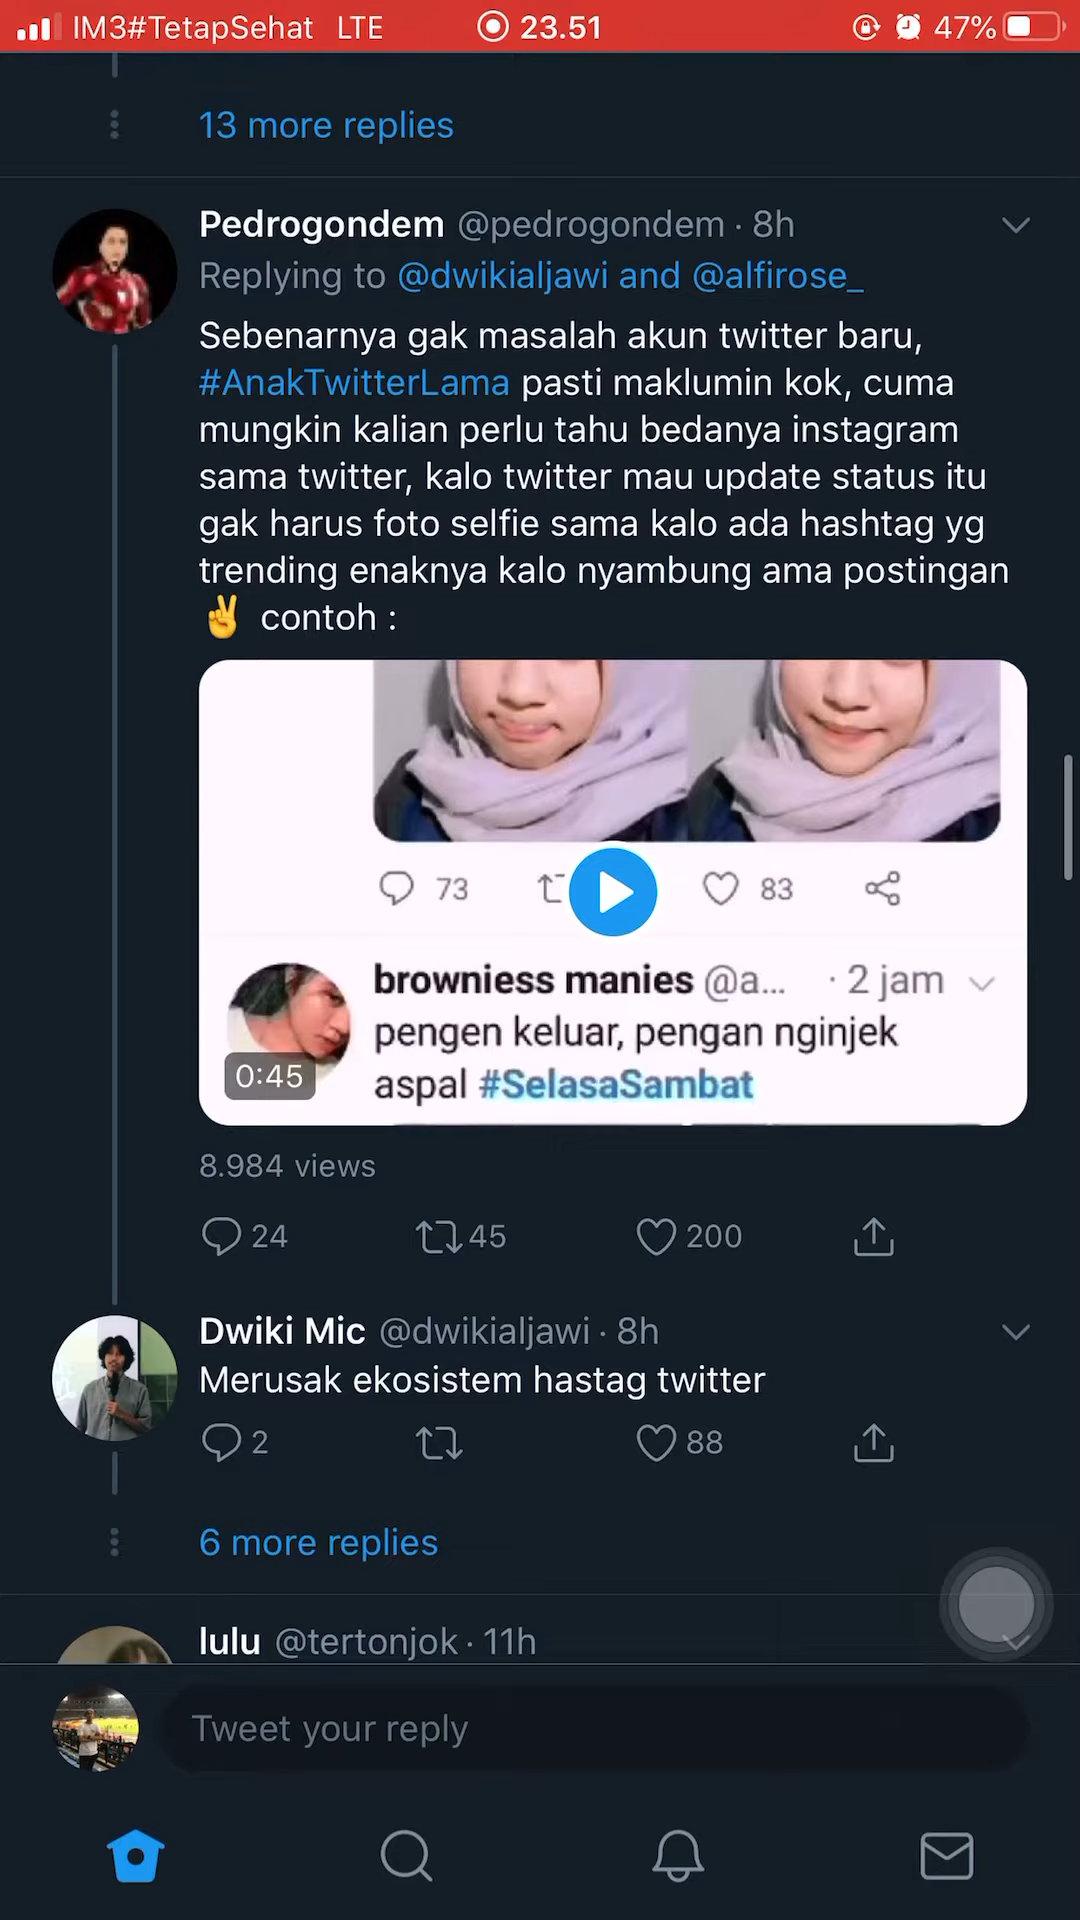 IM3#TetapSehat LTE 23.51 47%
13 more replies
Pedrogondem @pedrogondem · 8h
Replying to @dwikialjawi and @alfirose_
Sebenarnya gak masalah akun twitter baru,
#AnakTwitterLama pasti maklumin kok, cuma
mungkin kalian perlu tahu bedanya instagram
sama twitter, kalo twitter mau update status itu
gak harus foto selfie sama kalo ada hashtag yg
trending enaknya kalo nyambung ama postingan
✌️ contoh :
73 83
browniess manies @a... · 2 jam
pengen keluar, pengan nginjek
aspal #SelasaSambat
0:45
8.984 views
24 45 200
Dwiki Mic @dwikialjawi · 8h
Merusak ekosistem hastag twitter
2 88
6 more replies
lulu @tertonjok · 11h
Tweet your reply